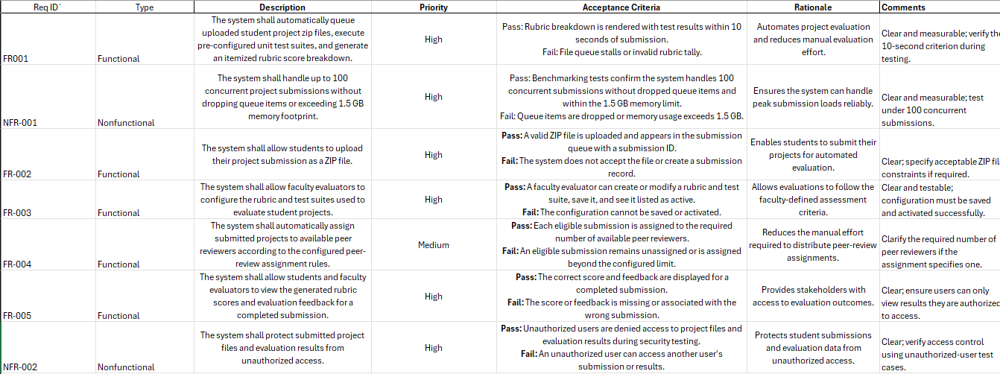 Req ID` Type Description Priority Acceptance Criteria Rationale Comments
FR001
Functional
The system shall automatically queue
uploaded student project zip files, execute
pre-configured unit test suites, and generate
an itemized rubric score breakdown.
High
Pass: Rubric breakdown is rendered with test results within 10
seconds of submission.
Fail: File queue stalls or invalid rubric tally.
Automates project evaluation
and reduces manual evaluation
effort.
Clear and measurable; verify the
10-second criterion during
testing.
NFR-001
Nonfunctional
The system shall handle up to 100
concurrent project submissions without
dropping queue items or exceeding 1.5 GB
memory footprint.
High
Pass: Benchmarking tests confirm the system handles 100
concurrent submissions without dropped queue items and
within the 1.5 GB memory limit.
Fail: Queue items are dropped or memory usage exceeds 1.5 GB.
Ensures the system can handle
peak submission loads reliably.
Clear and measurable; test
under 100 concurrent
submissions.
FR-002
Functional
The system shall allow students to upload
their project submission as a ZIP file.
High
Pass: A valid ZIP file is uploaded and appears in the submission
queue with a submission ID.
Fail: The system does not accept the file or create a submission
record.
Enables students to submit their
projects for automated
evaluation.
Clear; specify acceptable ZIP fil
constraints if required.
FR-003
Functional
The system shall allow faculty evaluators to
configure the rubric and test suites used to
evaluate student projects.
High
Pass: A faculty evaluator can create or modify a rubric and test
suite, save it, and see it listed as active.
Fail: The configuration cannot be saved or activated.
Allows evaluations to follow the
faculty-defined assessment
criteria.
Clear and testable;
configuration must be saved
and activated successfully.
FR-004
Functional
The system shall automatically assign
submitted projects to available peer
reviewers according to the configured peer-
review assignment rules.
Medium
Pass: Each eligible submission is assigned to the required
number of available peer reviewers.
Fail: An eligible submission remains unassigned or is assigned
beyond the configured limit.
Reduces the manual effort
required to distribute peer-review
assignments.
Clarify the required number of
peer reviewers if the
assignment specifies one.
FR-005
Functional
The system shall allow students and faculty
evaluators to view the generated rubric
scores and evaluation feedback for a
completed submission.
High
Pass: The correct score and feedback are displayed for a
completed submission.
Fail: The score or feedback is missing or associated with the
wrong submission.
Provides stakeholders with
access to evaluation outcomes.
Clear; ensure users can only
view results they are authorized
to access.
NFR-002
Nonfunctional
The system shall protect submitted project
files and evaluation results from
unauthorized access.
High
Pass: Unauthorized users are denied access to project files and
evaluation results during security testing.
Fail: An unauthorized user can access another user's
submission or results.
Protects student submissions
and evaluation data from
unauthorized access.
Clear; verify access control
using unauthorized-user test
cases.